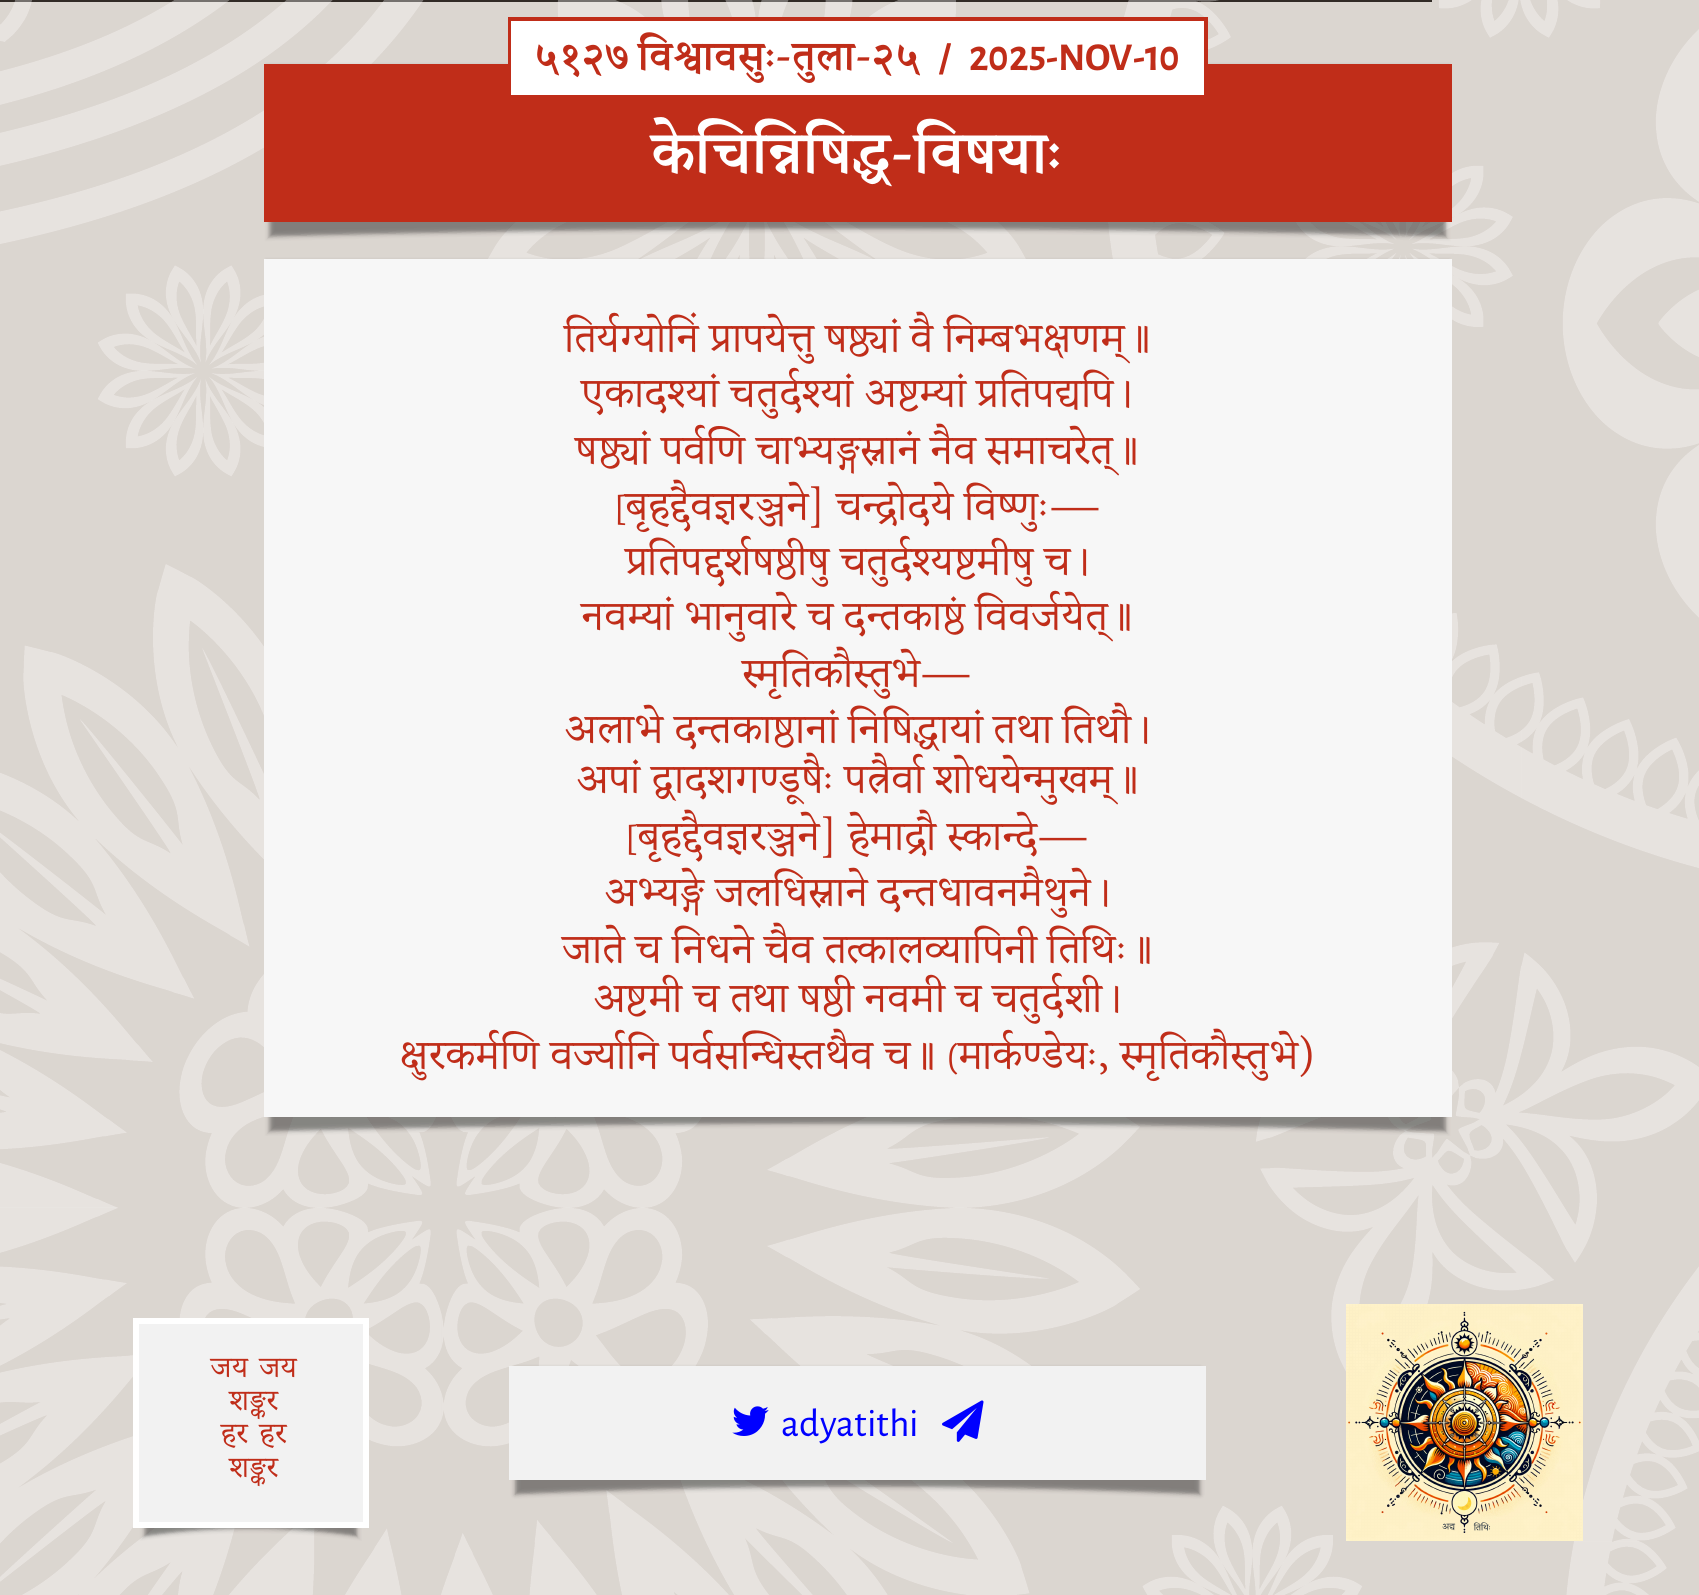 ५१२७ विश्वावसुः-तुला-२५ / 2025-NOV-10
केचिन्निषिद्ध-विषयाः
तिर्यग्योनिं प्रापयेत्तु षष्ठ्यां वै निम्बभक्षणम्॥
एकादश्यां चतुर्दश्यां अष्टम्यां प्रतिपद्यपि।
षष्ठ्यां पर्वणि चाभ्यङ्गस्नानं नैव समाचरेत्॥
[बृहद्दैवज्ञरञ्जने] चन्द्रोदये विष्णुः—
प्रतिपद्दर्शषष्ठीषु चतुर्दश्यष्टमीषु च।
नवम्यां भानुवारे च दन्तकाष्ठं विवर्जयेत्॥
स्मृतिकौस्तुभे—
अलाभे दन्तकाष्ठानां निषिद्धायां तथा तिथौ।
अपां द्वादशगण्डूषैः पत्रैर्वा शोधयेन्मुखम्॥
[बृहद्दैवज्ञरञ्जने] हेमाद्रौ स्कान्दे—
अभ्यङ्गे जलधिस्नाने दन्तधावनमैथुने।
जाते च निधने चैव तत्कालव्यापिनी तिथिः॥
अष्टमी च तथा षष्ठी नवमी च चतुर्दशी।
क्षुरकर्मणि वर्ज्यानि पर्वसन्धिस्तथैव च॥ (मार्कण्डेयः, स्मृतिकौस्तुभे)
जय जय
शङ्कर
हर हर
शङ्कर
adyatithi
अद्य तिथिः